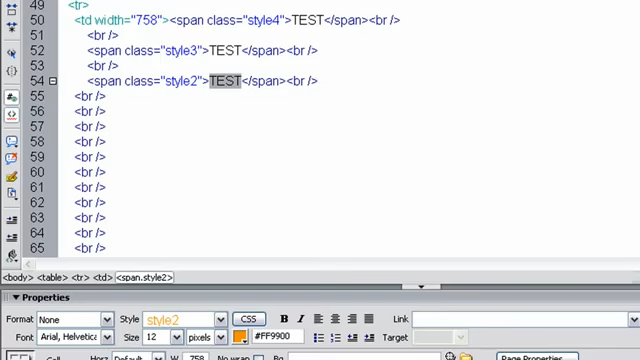 49 <tr>
50 <td width="758"><span class="style4">TEST</span><br />
51 <br />
52 <span class="style3">TEST</span><br />
53 <br />
54 <span class="style2">TEST</span><br />
55 <br />
56 <br />
57 <br />
58 <br />
59 <br />
60 <br />
61 <br />
62 <br />
63 <br />
64 <br />
65 <br />
<body> <table> <tr> <td> <span.style2>
Properties
Format None Style style2 CSS B I Link
Font Arial, Helvetica Size 12 pixels #FF9900 Target
Cell Horz Default W 758 No wrap Bg Page Properties...